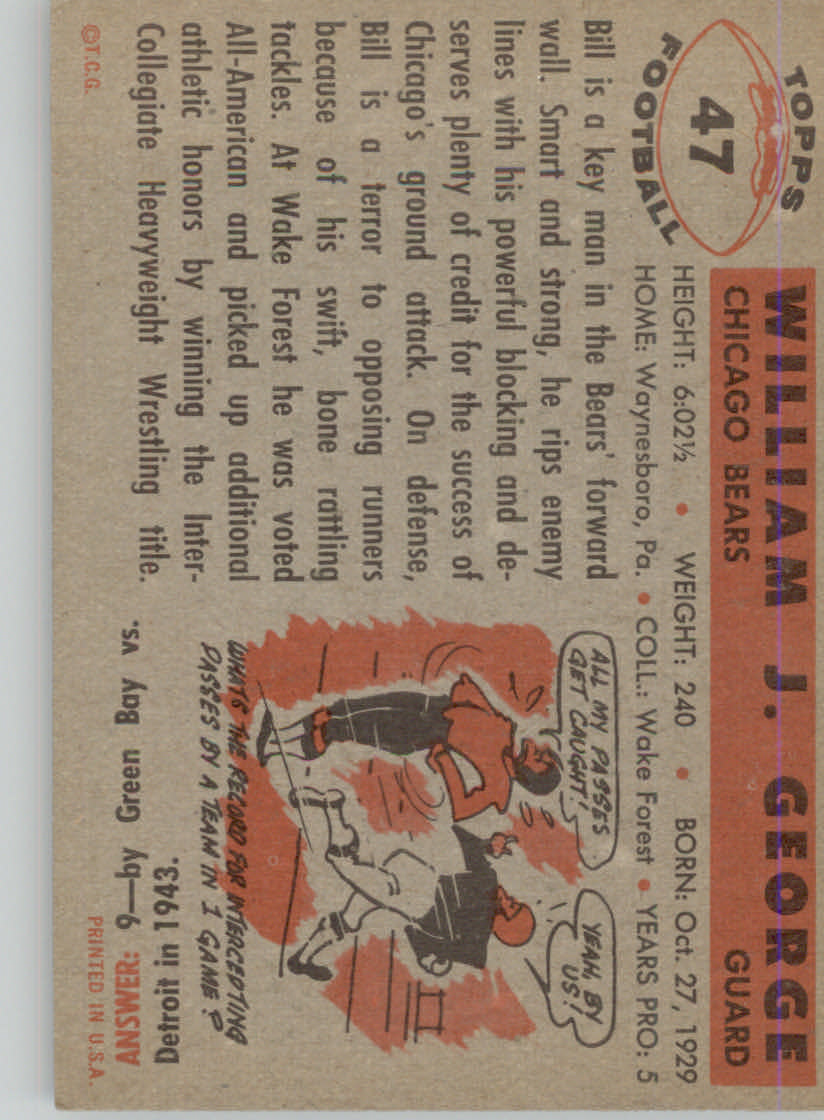 TOPPS
47
FOOTBALL
WILLIAM J. GEORGE
CHICAGO BEARS GUARD
HEIGHT: 6:02½ • WEIGHT: 240 • BORN: Oct. 27, 1929
HOME: Waynesboro, Pa. • COLL.: Wake Forest • YEARS PRO: 5
Bill is a key man in the Bears' forward
wall. Smart and strong, he rips enemy
lines with his powerful blocking and de-
serves plenty of credit for the success of
Chicago's ground attack. On defense,
Bill is a terror to opposing runners
because of his swift, bone rattling
tackles. At Wake Forest he was voted
All-American and picked up additional
athletic honors by winning the Inter-
Collegiate Heavyweight Wrestling title.
©T.C.G.
ALL MY PASSES
GET CAUGHT!
YEAH, BY
US!
WHATS THE RECORD FOR INTERCEPTING
PASSES BY A TEAM IN 1 GAME?
ANSWER: 9—by Green Bay vs.
Detroit in 1943.
PRINTED IN U.S.A.